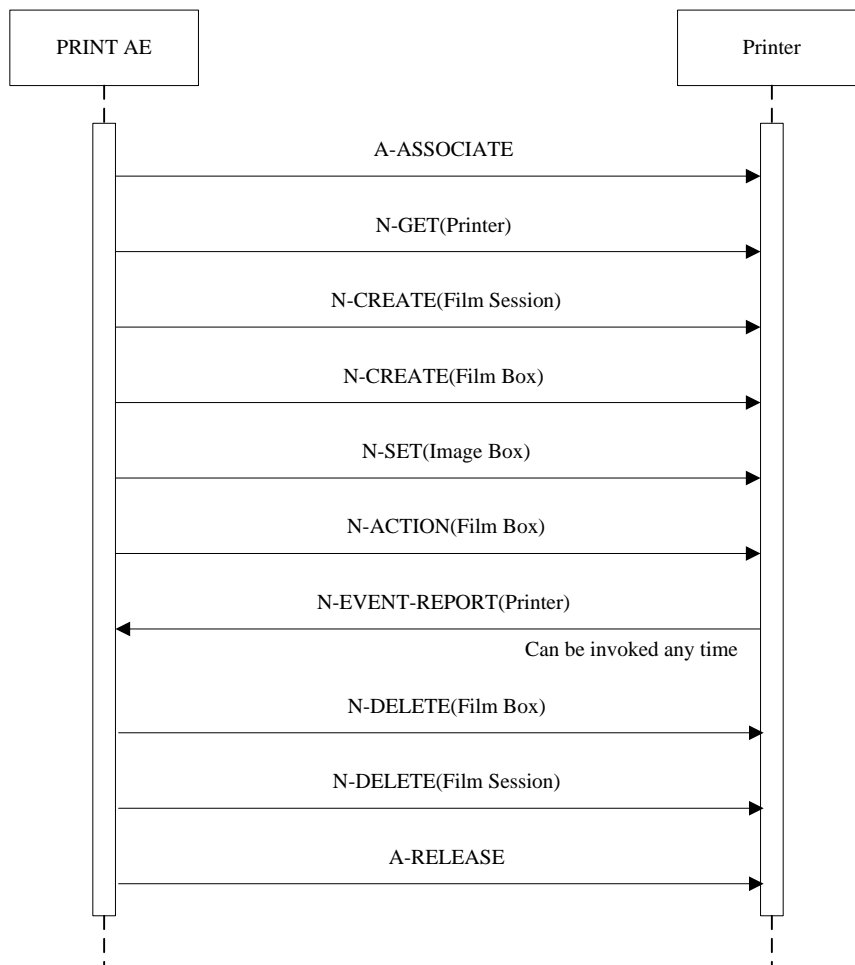 PRINT AE
Printer
A-ASSOCIATE
N-GET(Printer)
N-CREATE(Film Session)
N-CREATE(Film Box)
N-SET(Image Box)
N-ACTION(Film Box)
N-EVENT-REPORT(Printer)
Can be invoked any time
N-DELETE(Film Box)
N-DELETE(Film Session)
A-RELEASE